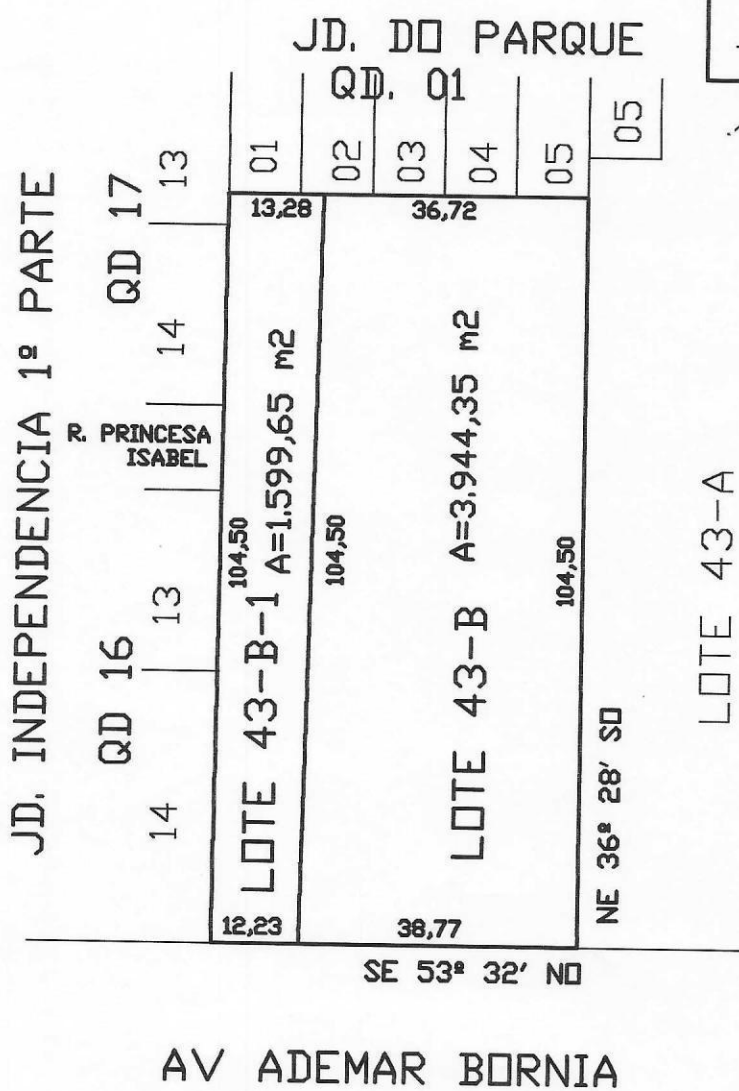 JD. DO PARQUE
QD. 01
01
02
03
04
05
05
JD. INDEPENDENCIA 1ª PARTE
QD 17
13
14
R. PRINCESA
ISABEL
QD 16
13
14
13,28
36,72
LOTE 43-B-1
A=1.599,65 m2
104,50
104,50
LOTE 43-B A=3.944,35 m2
104,50
12,23
38,77
NE 36º 28' SO
SE 53º 32' NO
LOTE 43-A
AV ADEMAR BORNIA